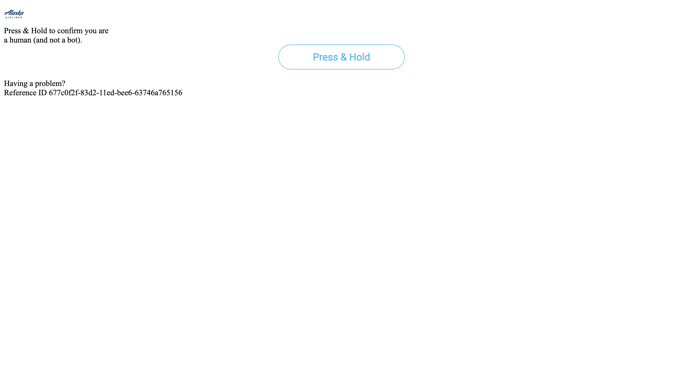 Alaska
AIRLINES
Press & Hold to confirm you are
a human (and not a bot).
Press & Hold
Having a problem?
Reference ID 677c0f2f-83d2-11ed-bee6-63746a765156